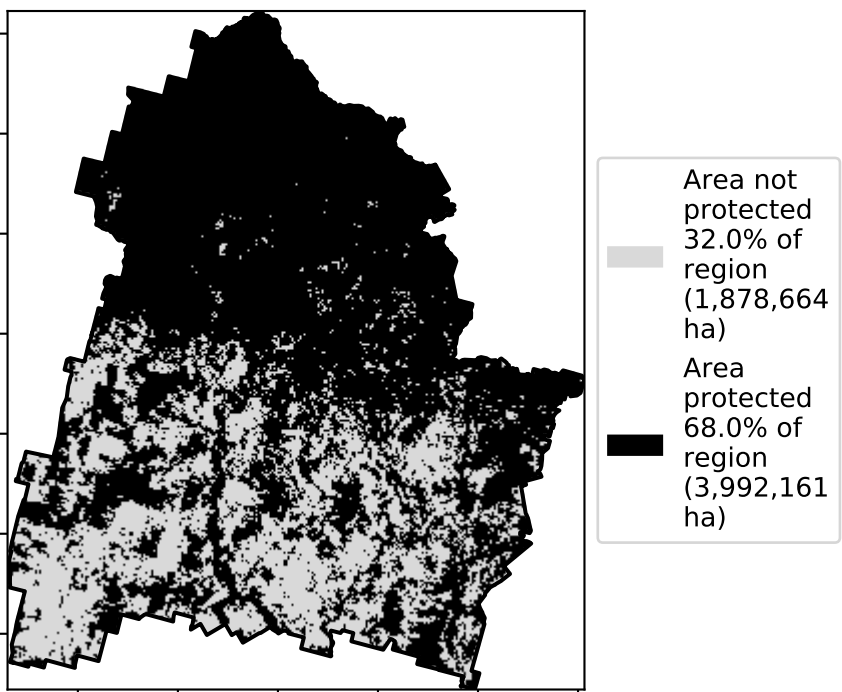 Area not
protected
32.0% of
region
(1,878,664
ha)
Area
protected
68.0% of
region
(3,992,161
ha)